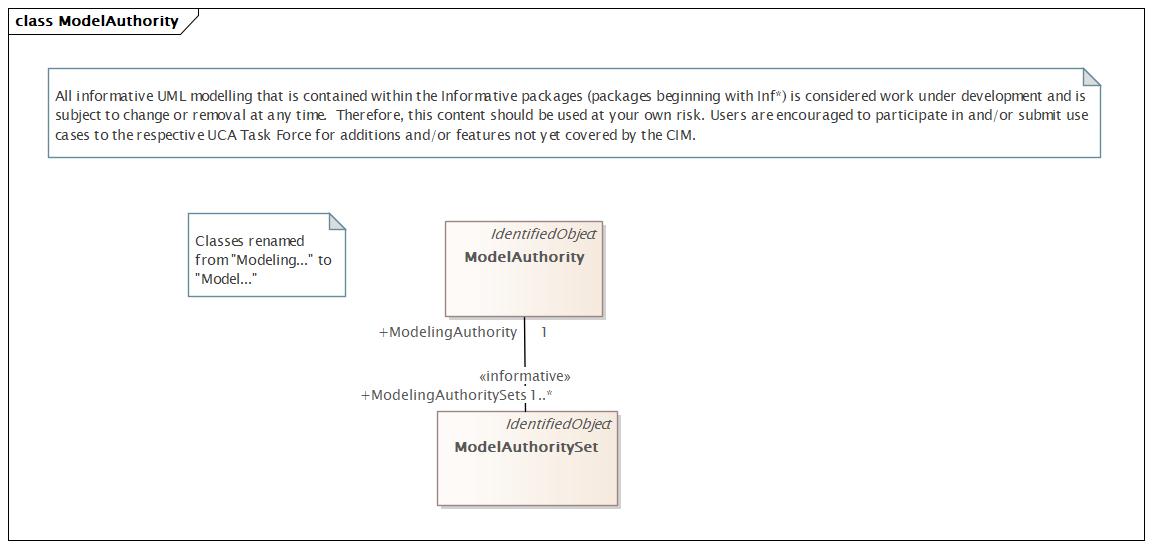 class ModelAuthority
All informative UML modelling that is contained within the Informative packages (packages beginning with Inf*) is considered work under development and is
subject to change or removal at any time.  Therefore, this content should be used at your own risk. Users are encouraged to participate in and/or submit use
cases to the respective UCA Task Force for additions and/or features not yet covered by the CIM.
Classes renamed
from "Modeling..." to
"Model..."
IdentifiedObject
ModelAuthority
+ModelingAuthority 1
«informative»
+ModelingAuthoritySets 1..*
IdentifiedObject
ModelAuthoritySet